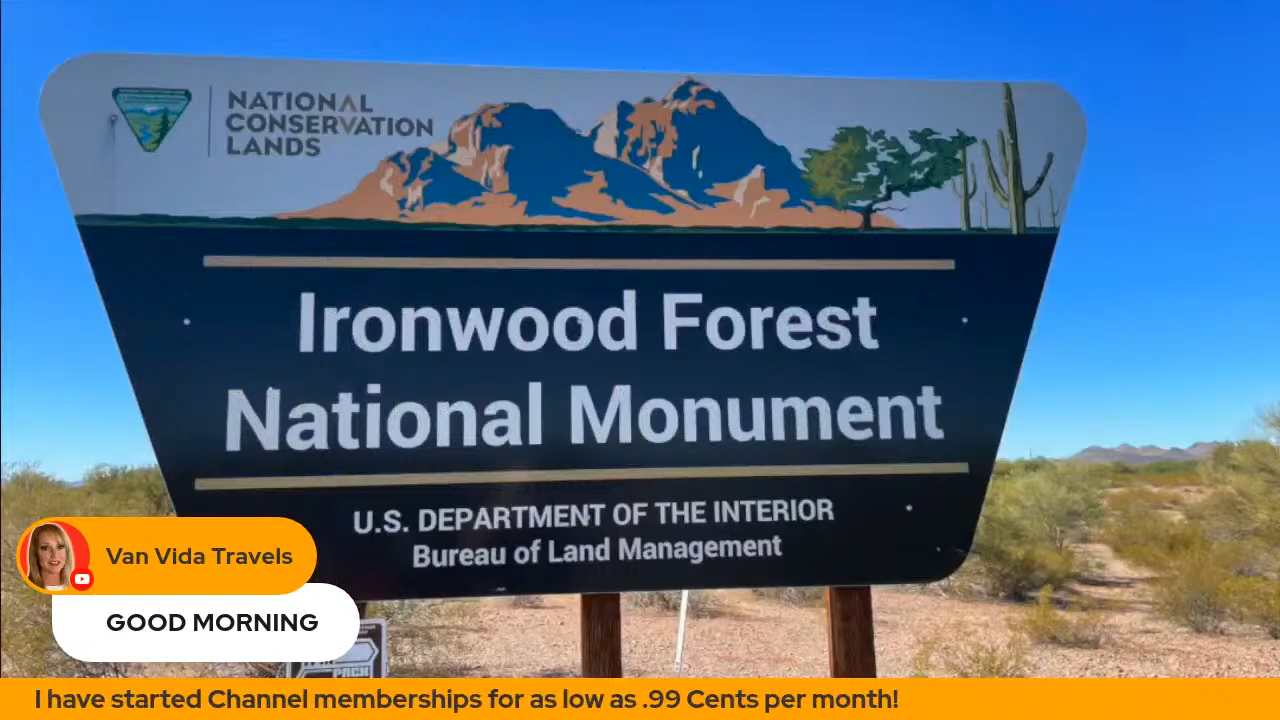 NATIONAL
CONSERVATION
LANDS
Ironwood Forest
National Monument
U.S. DEPARTMENT OF THE INTERIOR
Bureau of Land Management
Van Vida Travels
GOOD MORNING
PACK
I have started Channel memberships for as low as .99 Cents per month!